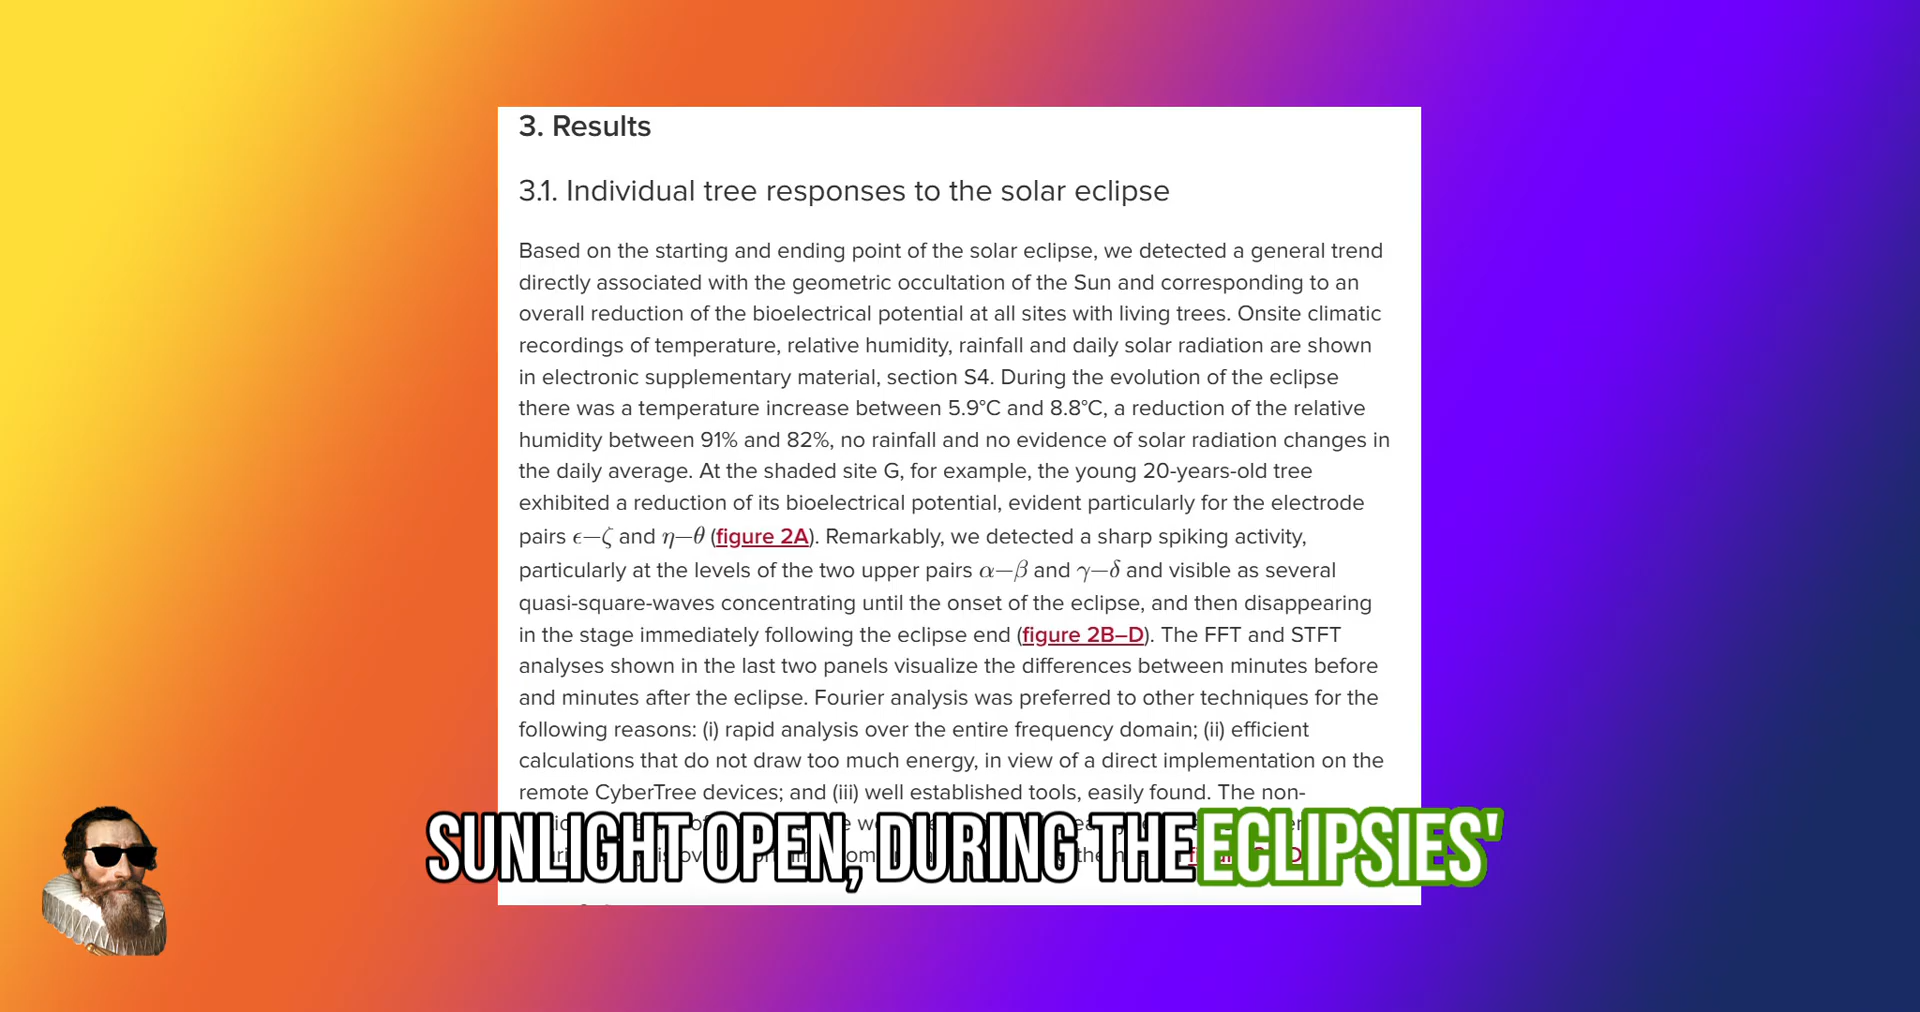 3. Results
3.1. Individual tree responses to the solar eclipse
Based on the starting and ending point of the solar eclipse, we detected a general trend
directly associated with the geometric occultation of the Sun and corresponding to an
overall reduction of the bioelectrical potential at all sites with living trees. Onsite climatic
recordings of temperature, relative humidity, rainfall and daily solar radiation are shown
in electronic supplementary material, section S4. During the evolution of the eclipse
there was a temperature increase between 5.9°C and 8.8°C, a reduction of the relative
humidity between 91% and 82%, no rainfall and no evidence of solar radiation changes in
the daily average. At the shaded site G, for example, the young 20-years-old tree
exhibited a reduction of its bioelectrical potential, evident particularly for the electrode
pairs ϵ—ζ and η—θ (figure 2A). Remarkably, we detected a sharp spiking activity,
particularly at the levels of the two upper pairs α—β and γ—δ and visible as several
quasi-square-waves concentrating until the onset of the eclipse, and then disappearing
in the stage immediately following the eclipse end (figure 2B–D). The FFT and STFT
analyses shown in the last two panels visualize the differences between minutes before
and minutes after the eclipse. Fourier analysis was preferred to other techniques for the
following reasons: (i) rapid analysis over the entire frequency domain; (ii) efficient
calculations that do not draw too much energy, in view of a direct implementation on the
remote CyberTree devices; and (iii) well established tools, easily found. The non-
SUNLIGHT OPEN, DURING THE ECLIPSIES'